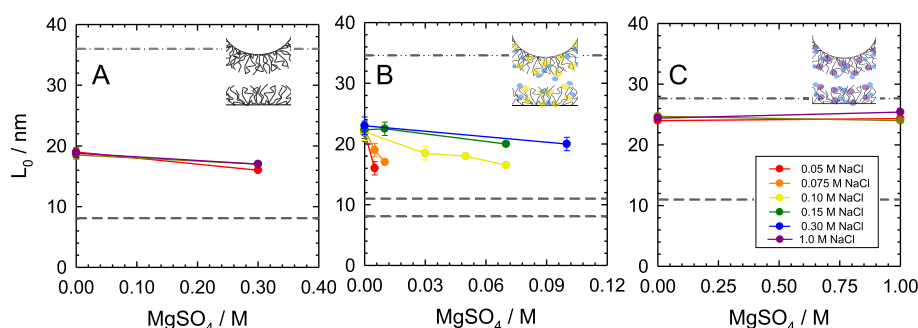 A
B
C
L0 / nm
40
30
20
10
0
0.00 0.10 0.20 0.30 0.40
MgSO4 / M
40
30
20
10
0
0.00 0.03 0.06 0.09 0.12
MgSO4 / M
40
30
20
10
0
0.00 0.25 0.50 0.75 1.00
MgSO4 / M
0.05 M NaCl
0.075 M NaCl
0.10 M NaCl
0.15 M NaCl
0.30 M NaCl
1.0 M NaCl